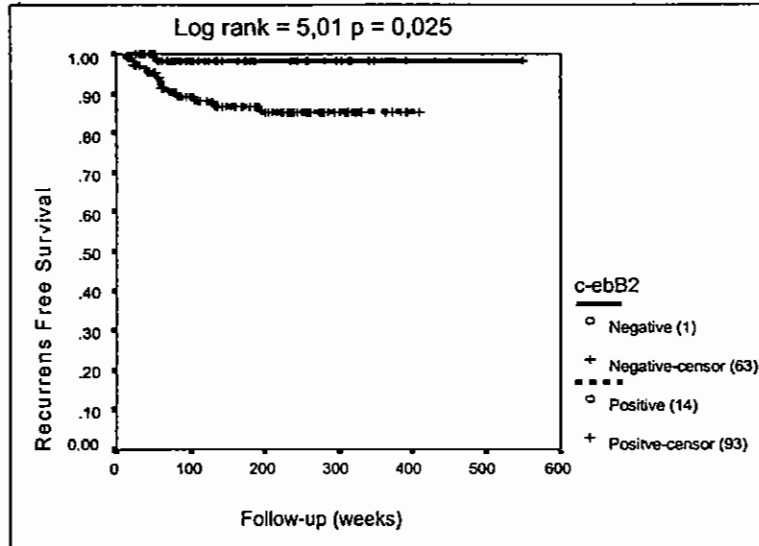 Log rank = 5,01 p = 0,025
1.00
.90
.80
.70
.60
.50
.40
.30
.20
.10
0.00
Recurrens Free Survival
0
100
200
300
400
500
600
Follow-up (weeks)
c-ebB2
Negative (1)
Negative-censor (63)
Positive (14)
Positve-censor (93)